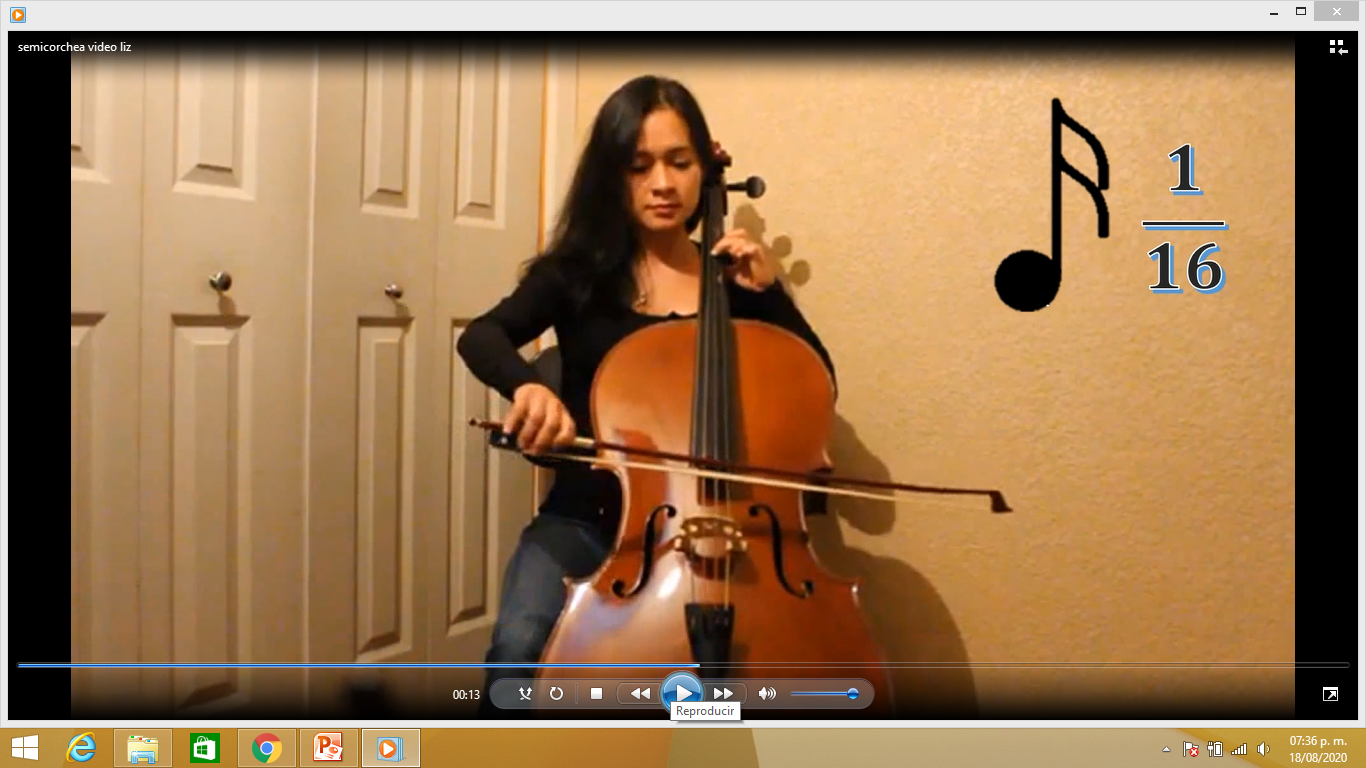 semicorchea video liz
1
16
00:13
Reproducir
07:36 p. m.
18/08/2020